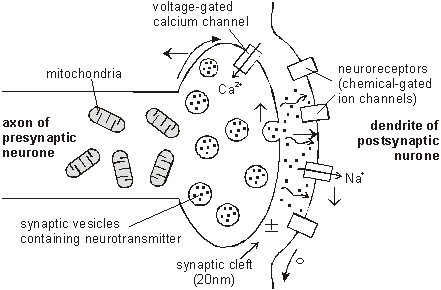 voltage-gated
calcium channel
mitochondria
Ca2+
neuroreceptors
(chemical-gated
ion channels)
axon of
presynaptic
neurone
dendrite of
postsynaptic
nurone
Na+
±
synaptic vesicles
containing neurotransmitter
synaptic cleft
(20nm)